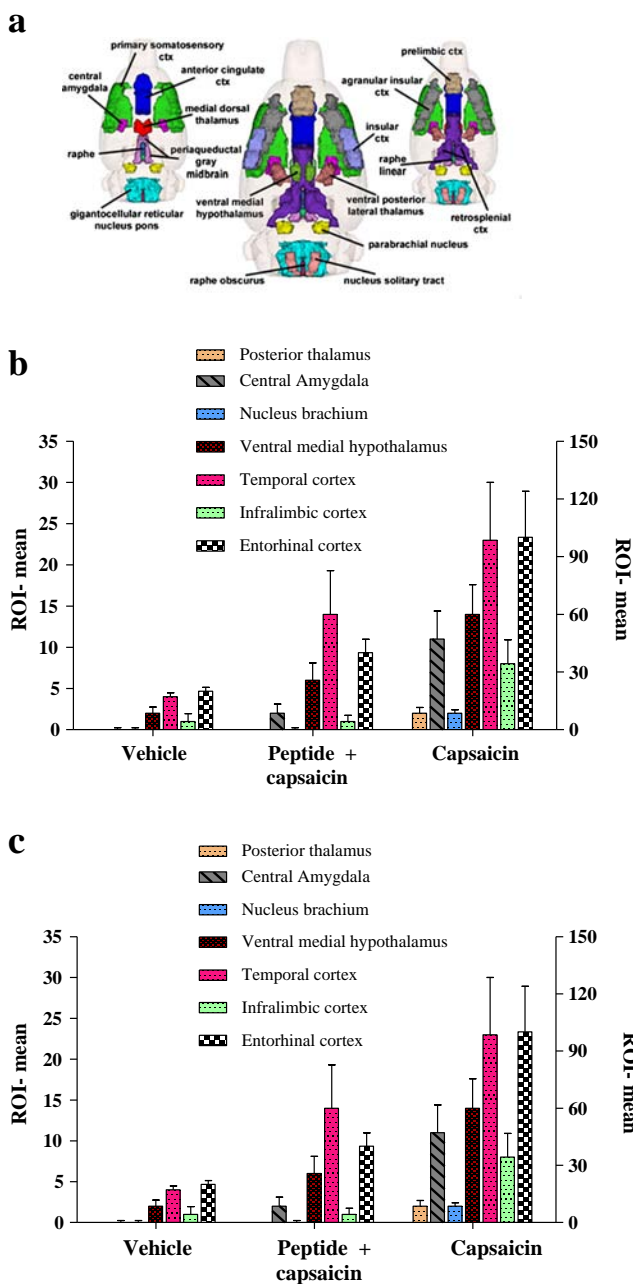 a
primary somatosensory
ctx
central
amygdala
anterior cingulate
ctx
medial dorsal
thalamus
raphe
periaqueductal
gray
midbrain
gigantocellular reticular
nucleus pons
prelimbic ctx
agranular insular
ctx
insular
ctx
raphe
linear
ventral medial
hypothalamus
ventral posterior
lateral thalamus
retrosplenial
ctx
parabrachial nucleus
raphe obscurus
nucleus solitary tract
b
Posterior thalamus
Central Amygdala
Nucleus brachium
Ventral medial hypothalamus
Temporal cortex
Infralimbic cortex
Entorhinal cortex
ROI- mean
35
30
25
20
15
10
5
0
150
120
90
60
30
0
ROI- mean
Vehicle
Peptide +
capsaicin
Capsaicin
c
Posterior thalamus
Central Amygdala
Nucleus brachium
Ventral medial hypothalamus
Temporal cortex
Infralimbic cortex
Entorhinal cortex
ROI- mean
35
30
25
20
15
10
5
0
150
120
90
60
30
0
ROI- mean
Vehicle
Peptide +
capsaicin
Capsaicin